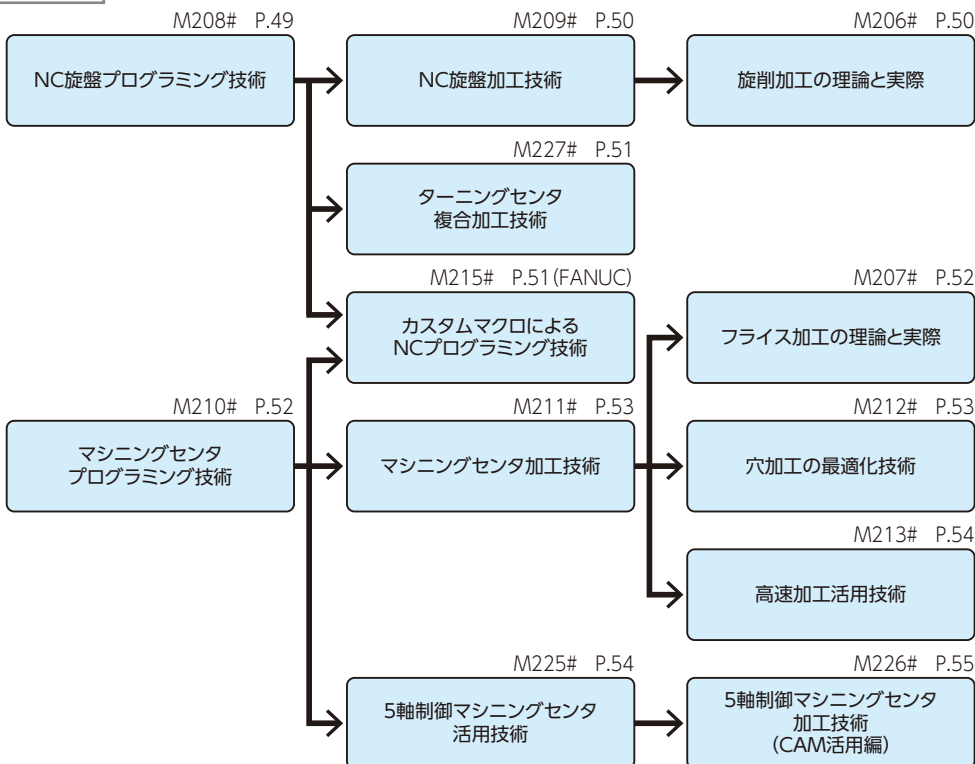 M208# P.49
NC旋盤プログラミング技術
M209# P.50
NC旋盤加工技術
M206# P.50
旋削加工の理論と実際
M227# P.51
ターニングセンタ
複合加工技術
M215# P.51(FANUC)
カスタムマクロによる
NCプログラミング技術
M207# P.52
フライス加工の理論と実際
M210# P.52
マシニングセンタ
プログラミング技術
M211# P.53
マシニングセンタ加工技術
M212# P.53
穴加工の最適化技術
M213# P.54
高速加工活用技術
M225# P.54
5軸制御マシニングセンタ
活用技術
M226# P.55
5軸制御マシニングセンタ
加工技術
(CAM活用編)